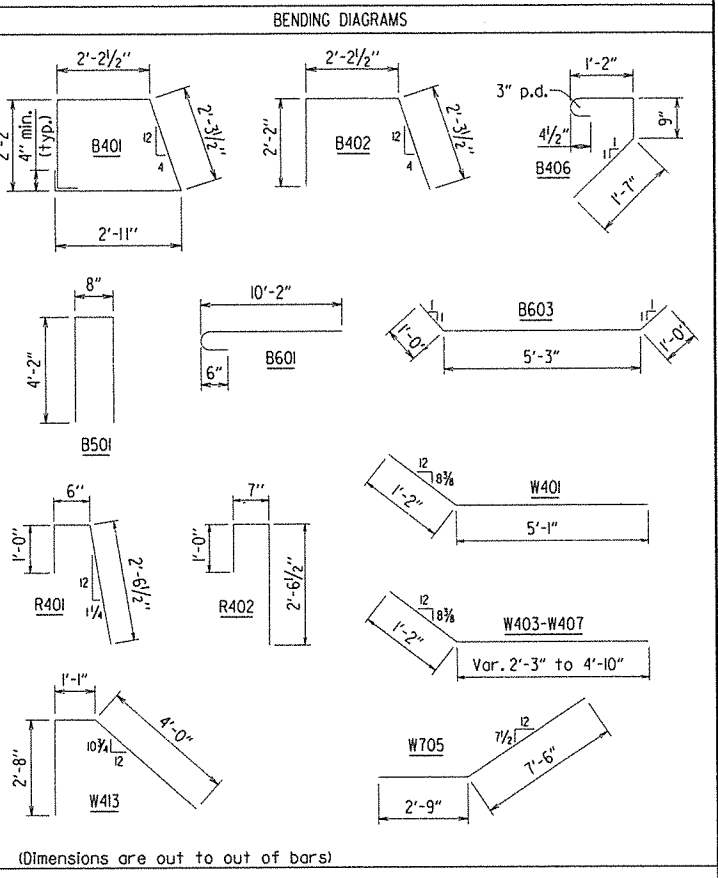 BENDING DIAGRAMS
2'-2½"
2'-2
4" min.
(typ.)
B401
12
4
2'-3½"
2'-11"
2'-2½"
2'-2"
B402
12
4
2'-3½"
3" p.d.
1'-2"
9"
4½"
B406
1
1
1'-7"
8"
4'-2"
B501
10'-2"
6"
B601
B603
1
1
1'-0"
5'-3"
1
1
1'-0"
6"
1'-0"
R401
12
1¼
2'-6½"
7"
1'-0"
R402
2'-6½"
12
8⅜
1'-2"
W401
5'-1"
12
8⅜
1'-2"
W403-W407
Var. 2'-3" to 4'-10"
1'-1"
2'-8"
10¾
12
4'-0"
W413
W705
12
7½
7'-6"
2'-9"
(Dimensions are out to out of bars)